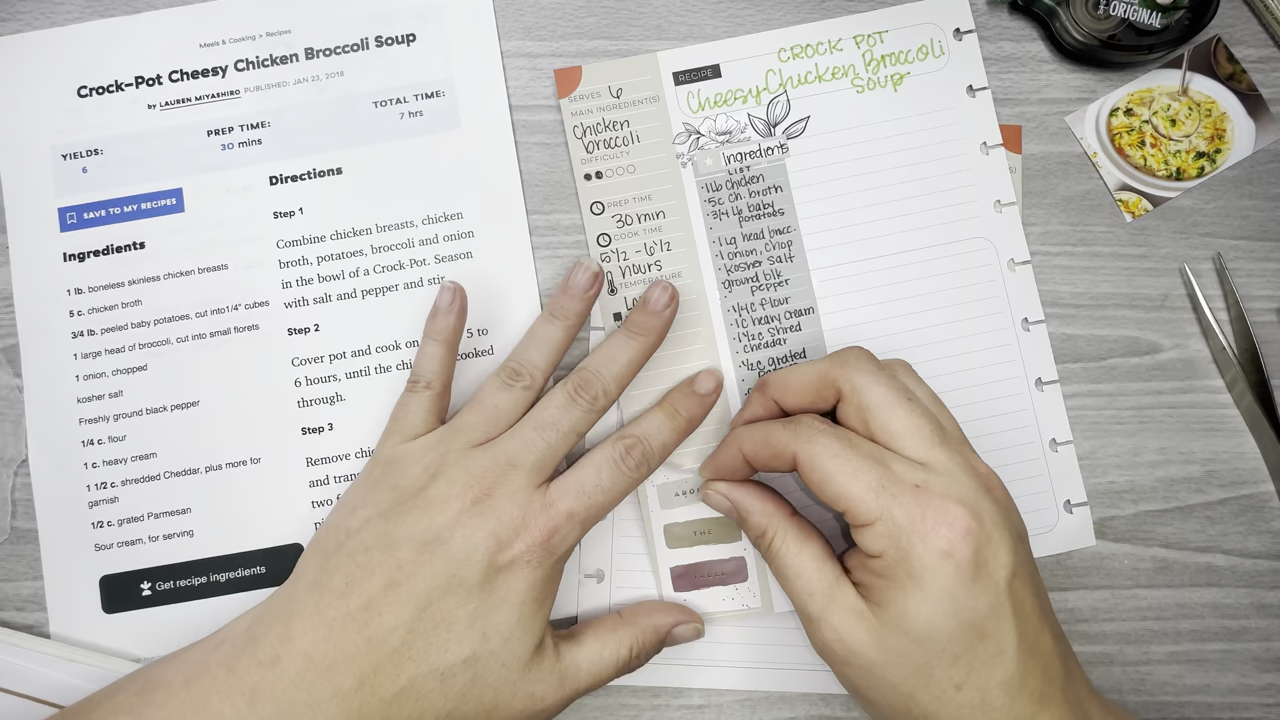 Meals & Cooking > Recipes
Crock-Pot Cheesy Chicken Broccoli Soup
by LAUREN MIYASHIRO PUBLISHED: JAN 23, 2018
YIELDS:
6
PREP TIME:
30 mins
TOTAL TIME:
7 hrs
SAVE TO MY RECIPES
Ingredients
1 lb. boneless skinless chicken breasts
5 c. chicken broth
3/4 lb. peeled baby potatoes, cut into1/4" cubes
1 large head of broccoli, cut into small florets
1 onion, chopped
kosher salt
Freshly ground black pepper
1/4 c. flour
1 c. heavy cream
1 1/2 c. shredded Cheddar, plus more for
garnish
1/2 c. grated Parmesan
Sour cream, for serving
Get recipe ingredients
Directions
Step 1
Combine chicken breasts, chicken
broth, potatoes, broccoli and onion
in the bowl of a Crock-Pot. Season
with salt and pepper and stir
Step 2
Cover pot and cook on 5 to
6 hours, until the cooked
through.
Step 3
Remove
and
two
SERVES 6
MAIN INGREDIENT(S)
Chicken
broccoli
DIFFICULTY
PREP TIME
30 min
COOK TIME
5 1/2 - 6 1/2
hours
TEMPERATURE
RECIPE
CROCK POT
Cheesy Chicken Broccoli
Soup
Ingredients
LIST
• 1 lb chicken
• 5c ch. broth
• 3/4 lb baby
potatoes
• 1 lg head brocc.
• 1 onion, chop
• kosher salt
• ground blk
pepper
• 1/4 c flour
• 1c heavy cream
• 1 1/2 c shred
cheddar
• 1/2 c grated
THE
TABLE
ORIGINAL